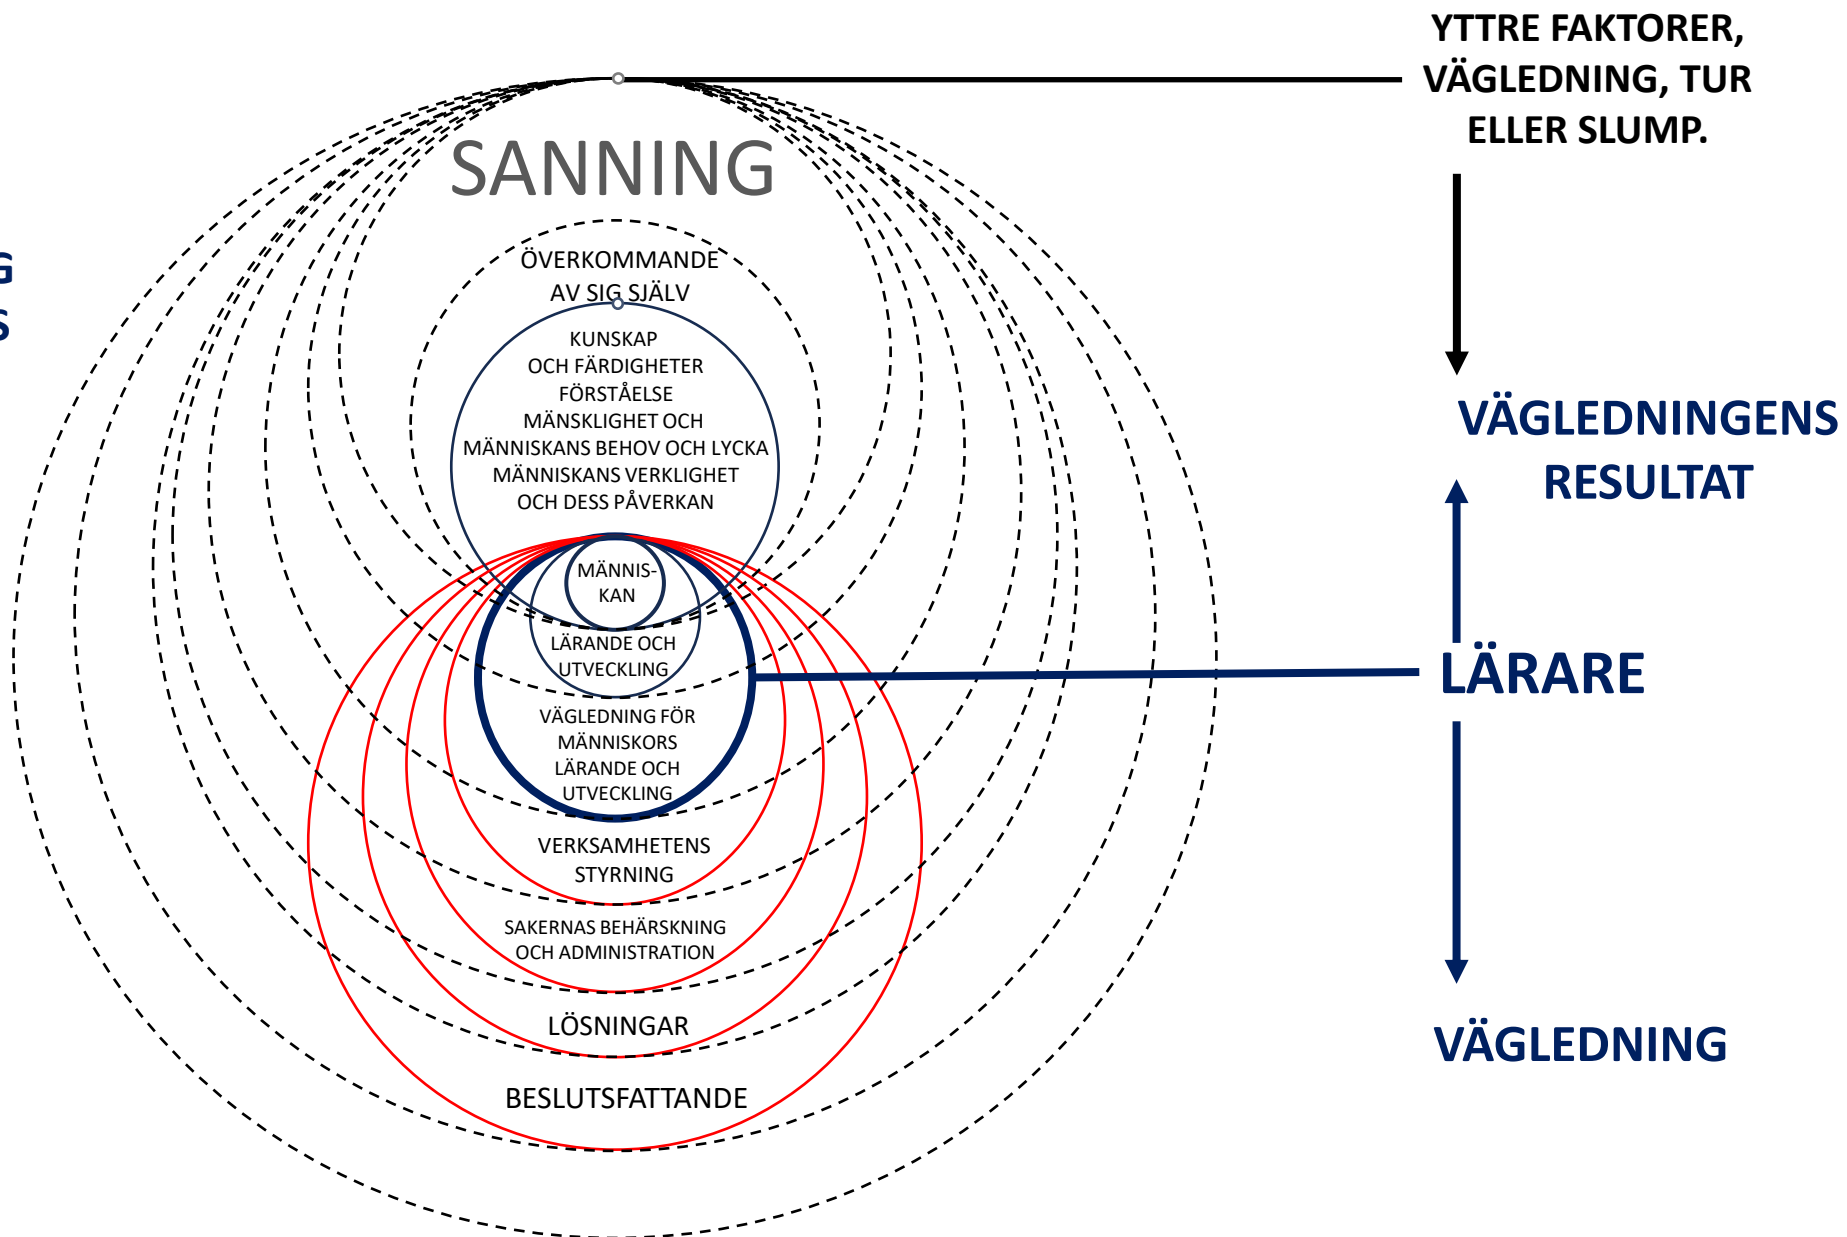 YTTRE FAKTORER,
VÄGLEDNING, TUR
ELLER SLUMP.
SANNING
G
S
ÖVERKOMMANDE
AV SIG SJÄLV
KUNSKAP
OCH FÄRDIGHETER
FÖRSTÅELSE
MÄNSKLIGHET OCH
MÄNNISKANS BEHOV OCH LYCKA
MÄNNISKANS VERKLIGHET
OCH DESS PÅVERKAN
MÄNNIS-
KAN
LÄRANDE OCH
UTVECKLING
VÄGLEDNING FÖR
MÄNNISKORS
LÄRANDE OCH
UTVECKLING
VERKSAMHETENS
STYRNING
SAKERNAS BEHÄRSKNING
OCH ADMINISTRATION
LÖSNINGAR
BESLUTSFATTANDE
VÄGLEDNINGENS
RESULTAT
LÄRARE
VÄGLEDNING